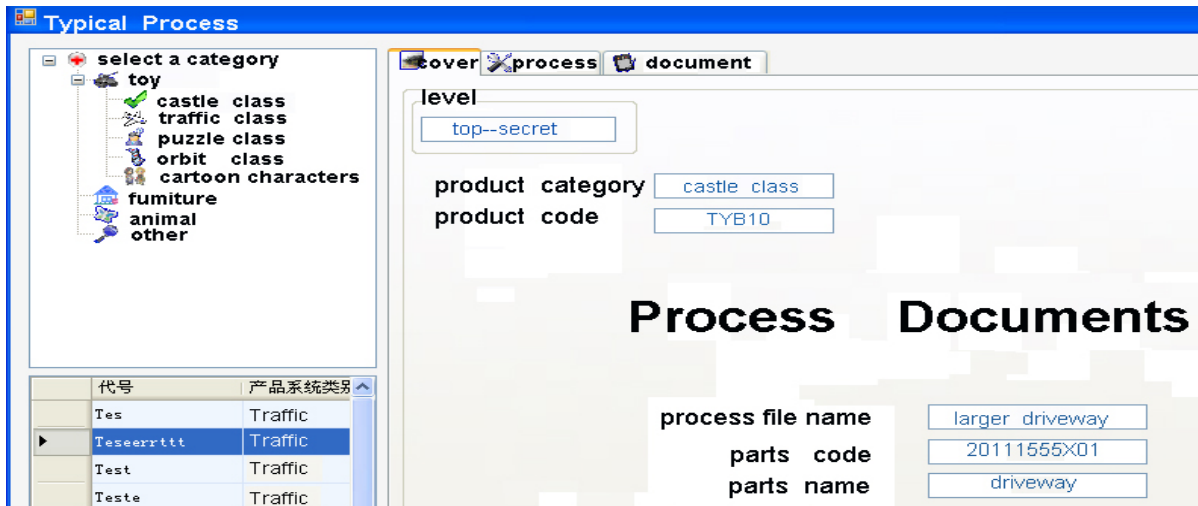 Typical Process
select a category
toy
castle class
traffic class
puzzle class
orbit class
cartoon characters
fumiture
animal
other
代号 产品系统类别
Tes Traffic
Teseerrttt Traffic
Test Traffic
Teste Traffic
cover process document
level
top--secret
product category castle class
product code TYB10
Process Documents
process file name larger driveway
parts code 20111555X01
parts name driveway